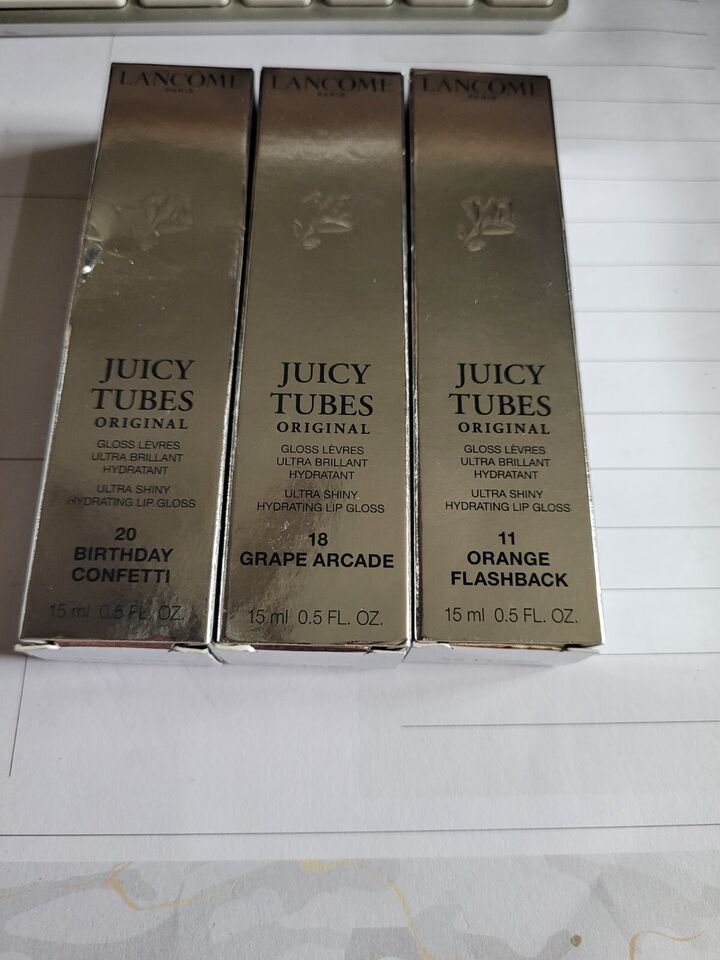 LANCÔME
PARIS
JUICY
TUBES
ORIGINAL
GLOSS LÈVRES
ULTRA BRILLANT
HYDRATANT
ULTRA SHINY
HYDRATING LIP GLOSS
20
BIRTHDAY
CONFETTI
15 ml 0.5 FL. OZ.
LANCÔME
PARIS
JUICY
TUBES
ORIGINAL
GLOSS LÈVRES
ULTRA BRILLANT
HYDRATANT
ULTRA SHINY
HYDRATING LIP GLOSS
18
GRAPE ARCADE
15 ml 0.5 FL. OZ.
LANCÔME
PARIS
JUICY
TUBES
ORIGINAL
GLOSS LÈVRES
ULTRA BRILLANT
HYDRATANT
ULTRA SHINY
HYDRATING LIP GLOSS
11
ORANGE
FLASHBACK
15 ml 0.5 FL. OZ.